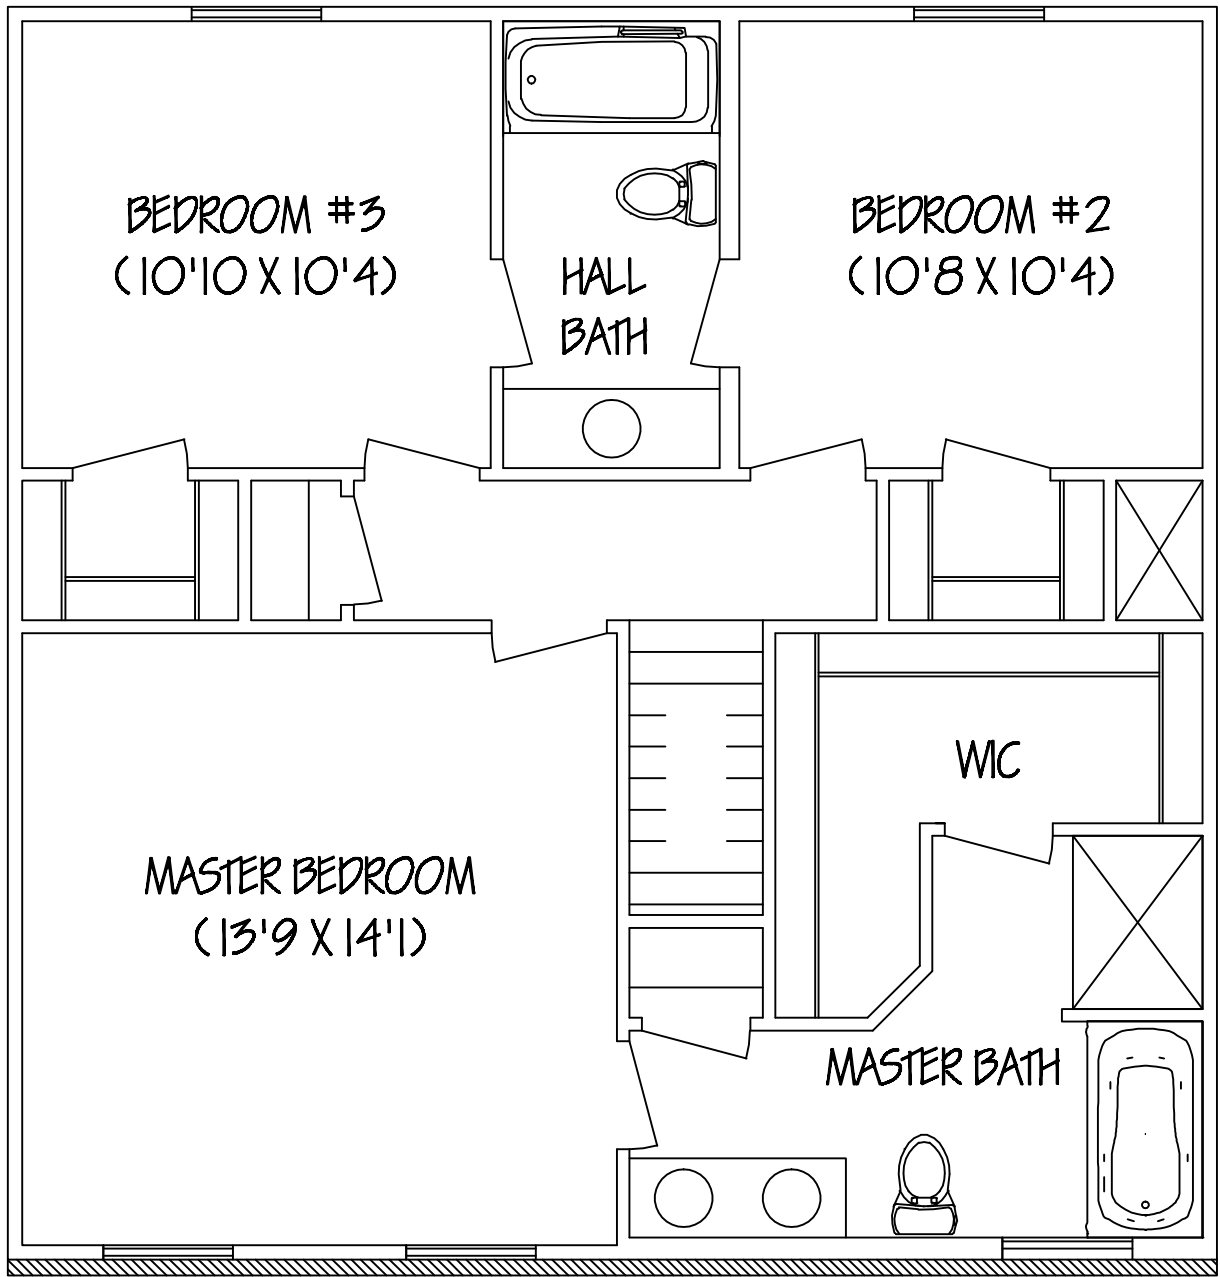 BEDROOM #3
(10'10 X 10'4)
HALL
BATH
BEDROOM #2
(10'8 X 10'4)
WIC
MASTER BEDROOM
(13'9 X 14'1)
MASTER BATH